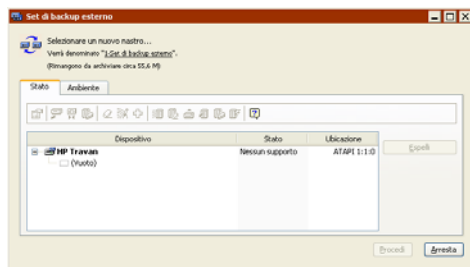 Set di backup esterno
Selezionare un nuovo nastro...
Verrà denominato "1-Set di backup esterno".
(Rimangono da archiviare circa 55,6 M)
Stato Ambiente
Dispositivo Stato Ubicazione
HP Travan Nessun supporto ATAPI 1:1:0
(Vuoto)
Espelli
Procedi Arresta